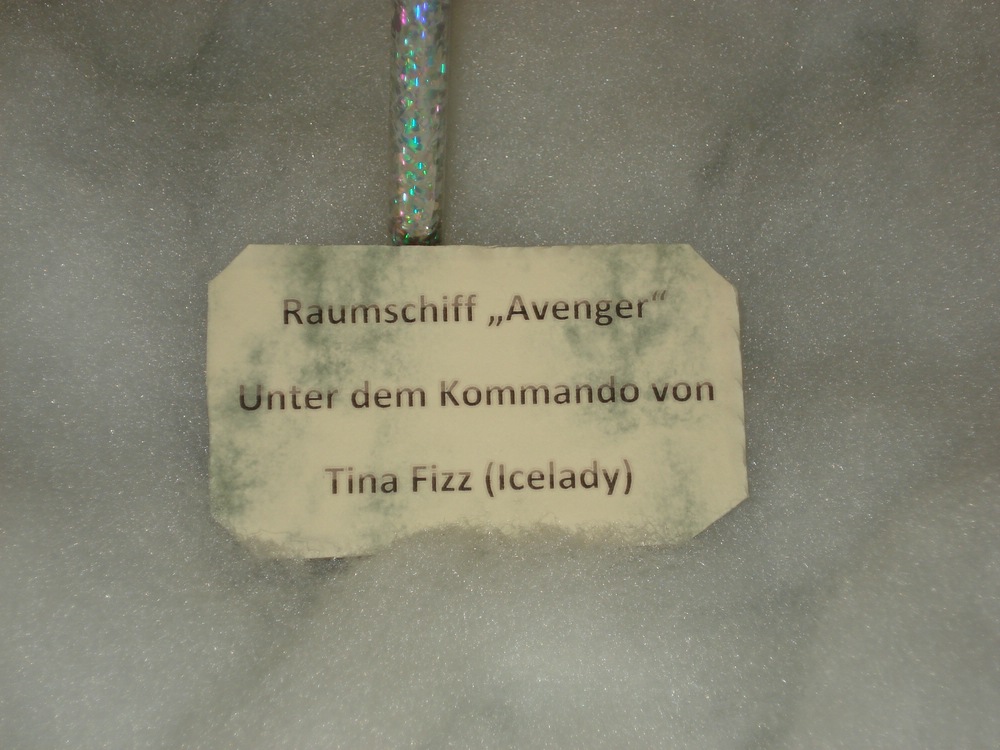 Raumschiff „Avenger“
Unter dem Kommando von
Tina Fizz (Icelady)